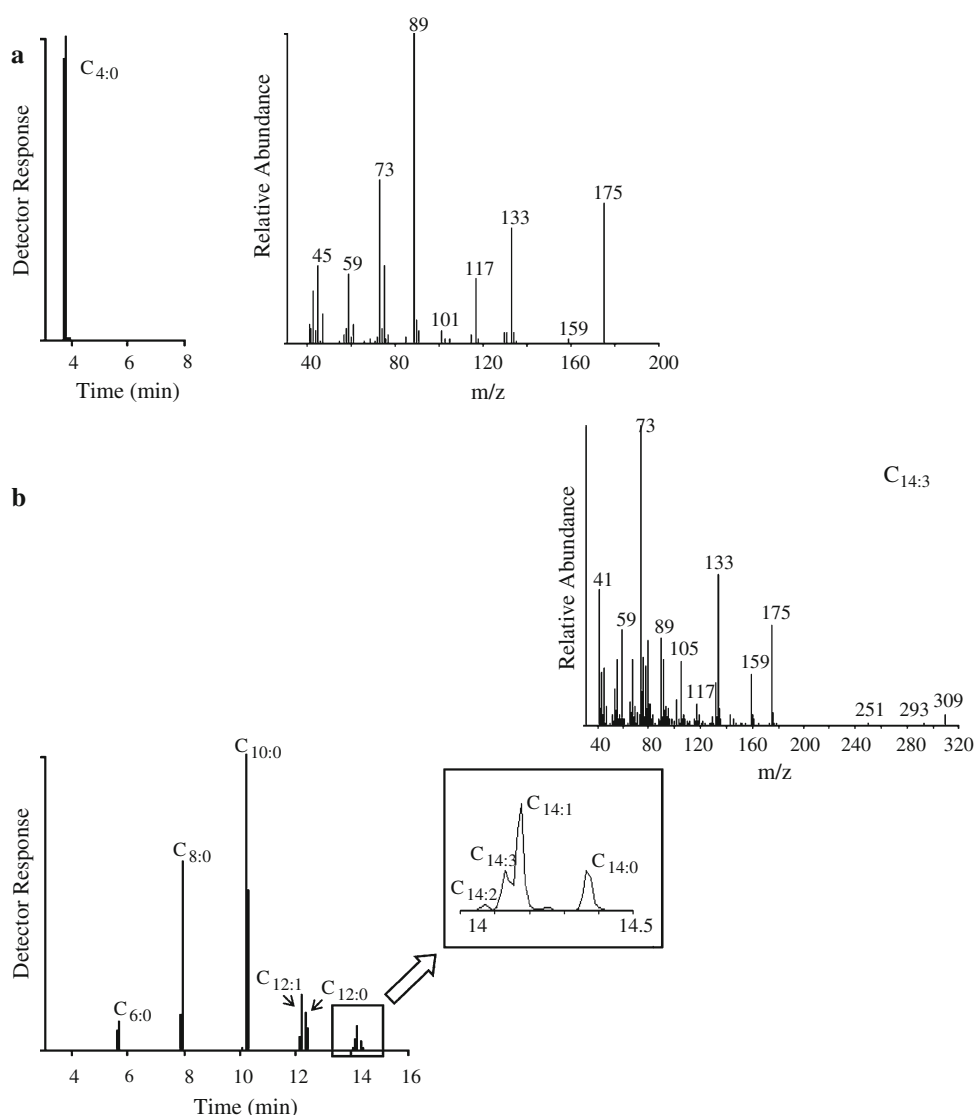 a
C4:0
Detector Response
4 6 8
Time (min)
Relative Abundance
89
73
175
133
45
59
117
101
159
40 80 120 160 200
m/z
b
C14:3
Relative Abundance
73
133
41
175
59
89
105
159
117
251 293 309
40 80 120 160 200 240 280 320
m/z
Detector Response
C10:0
C8:0
C6:0
C12:1
C12:0
4 6 8 10 12 14 16
Time (min)
C14:1
C14:3
C14:0
C14:2
14 14.5